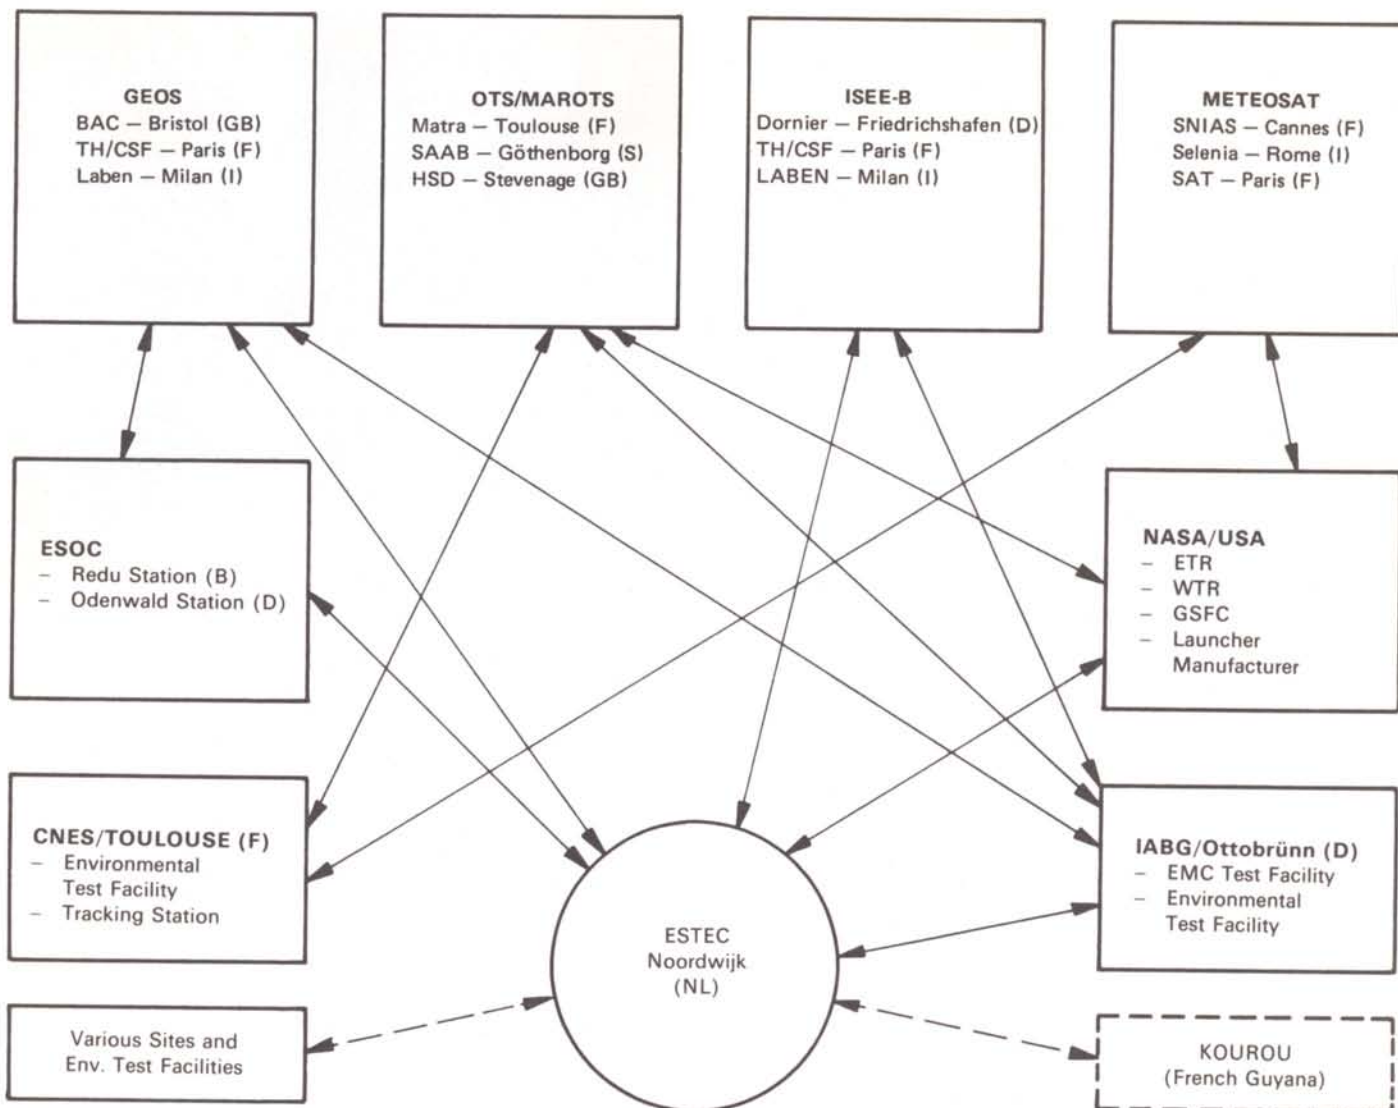 GEOS
BAC – Bristol (GB)
TH/CSF – Paris (F)
Laben – Milan (I)
OTS/MAROTS
Matra – Toulouse (F)
SAAB – Göthenborg (S)
HSD – Stevenage (GB)
ISEE-B
Dornier – Friedrichshafen (D)
TH/CSF – Paris (F)
LABEN – Milan (I)
METEOSAT
SNIAS – Cannes (F)
Selenia – Rome (I)
SAT – Paris (F)
ESOC
– Redu Station (B)
– Odenwald Station (D)
NASA/USA
– ETR
– WTR
– GSFC
– Launcher
Manufacturer
CNES/TOULOUSE (F)
– Environmental
Test Facility
– Tracking Station
IABG/Ottobrünn (D)
– EMC Test Facility
– Environmental
Test Facility
ESTEC
Noordwijk
(NL)
Various Sites and
Env. Test Facilities
KOUROU
(French Guyana)